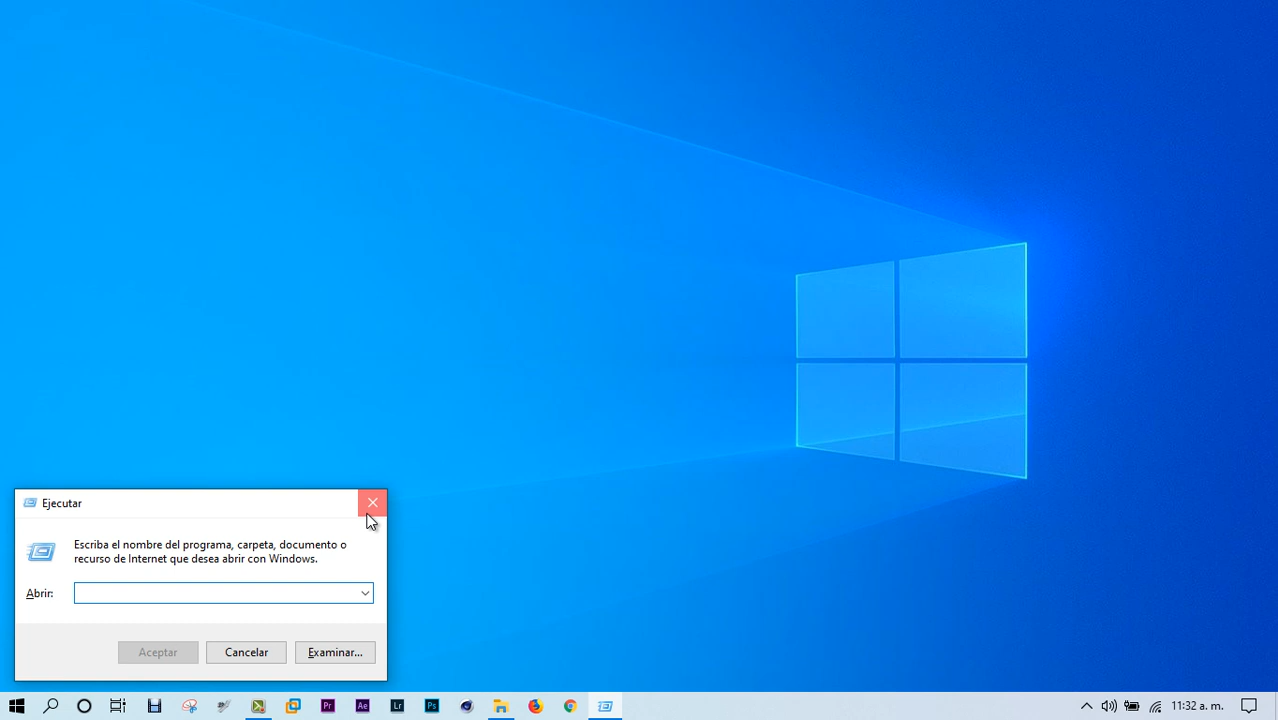 Ejecutar
Escriba el nombre del programa, carpeta, documento o
recurso de Internet que desea abrir con Windows.
Abrir:
Aceptar
Cancelar
Examinar...
Pr
Ae
Lr
Ps
11:32 a. m.